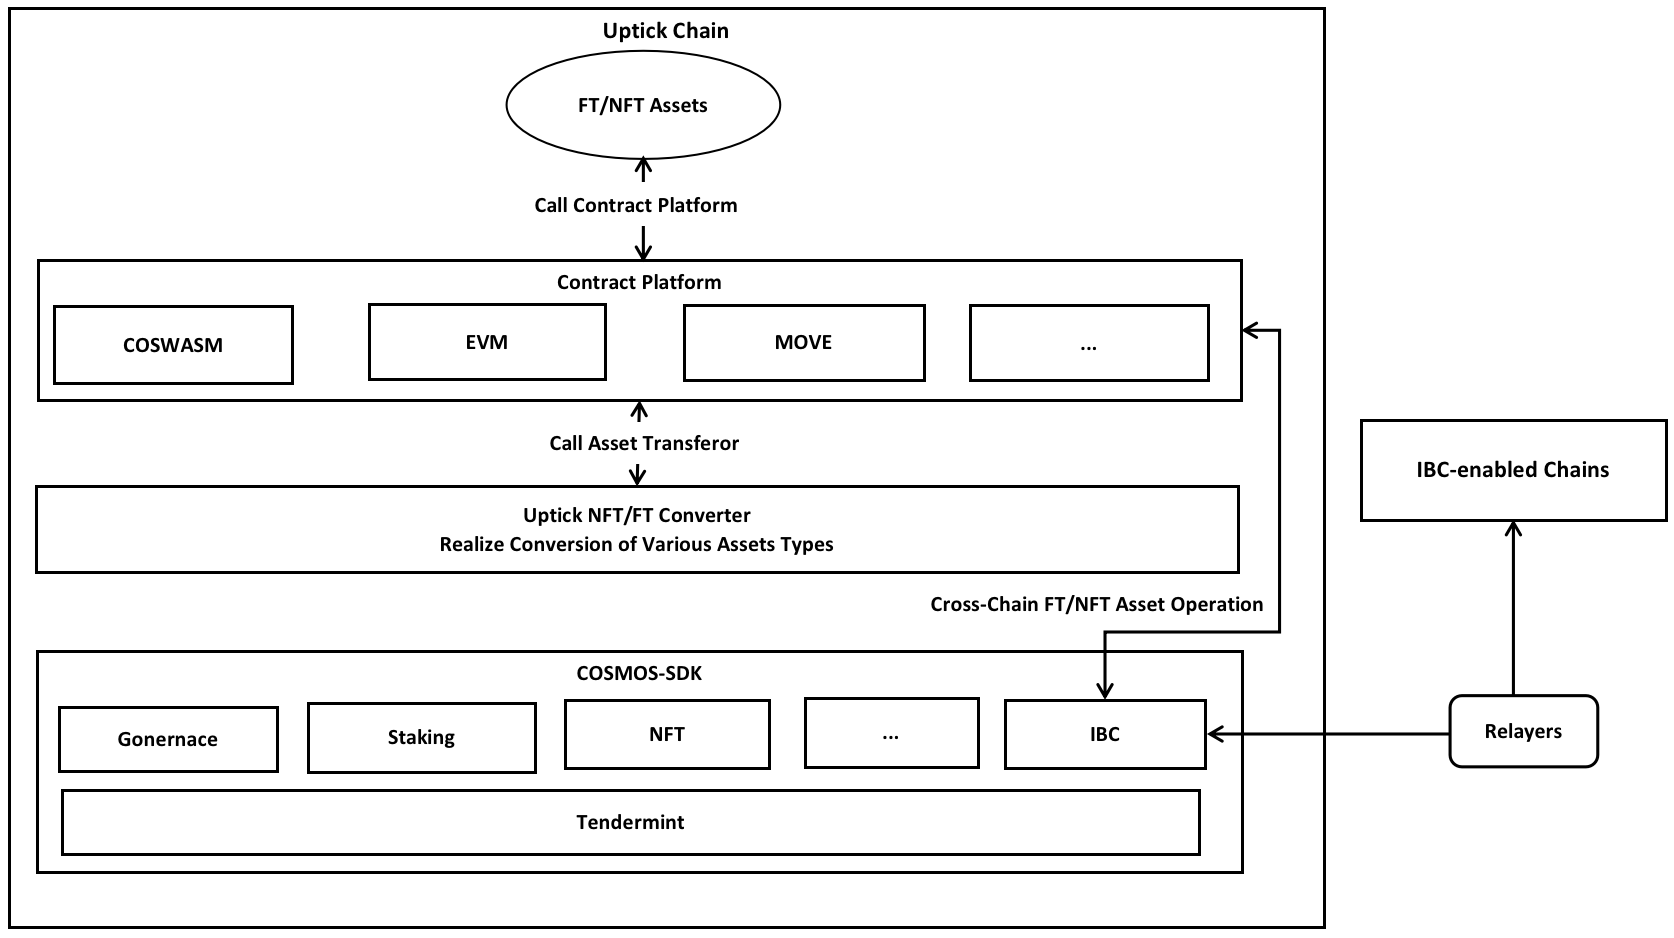 Uptick Chain
FT/NFT Assets
Call Contract Platform
Contract Platform
COSWASM
EVM
MOVE
...
Call Asset Transferor
Uptick NFT/FT Converter
Realize Conversion of Various Assets Types
IBC-enabled Chains
Cross-Chain FT/NFT Asset Operation
COSMOS-SDK
Gonernace
Staking
NFT
...
IBC
Relayers
Tendermint